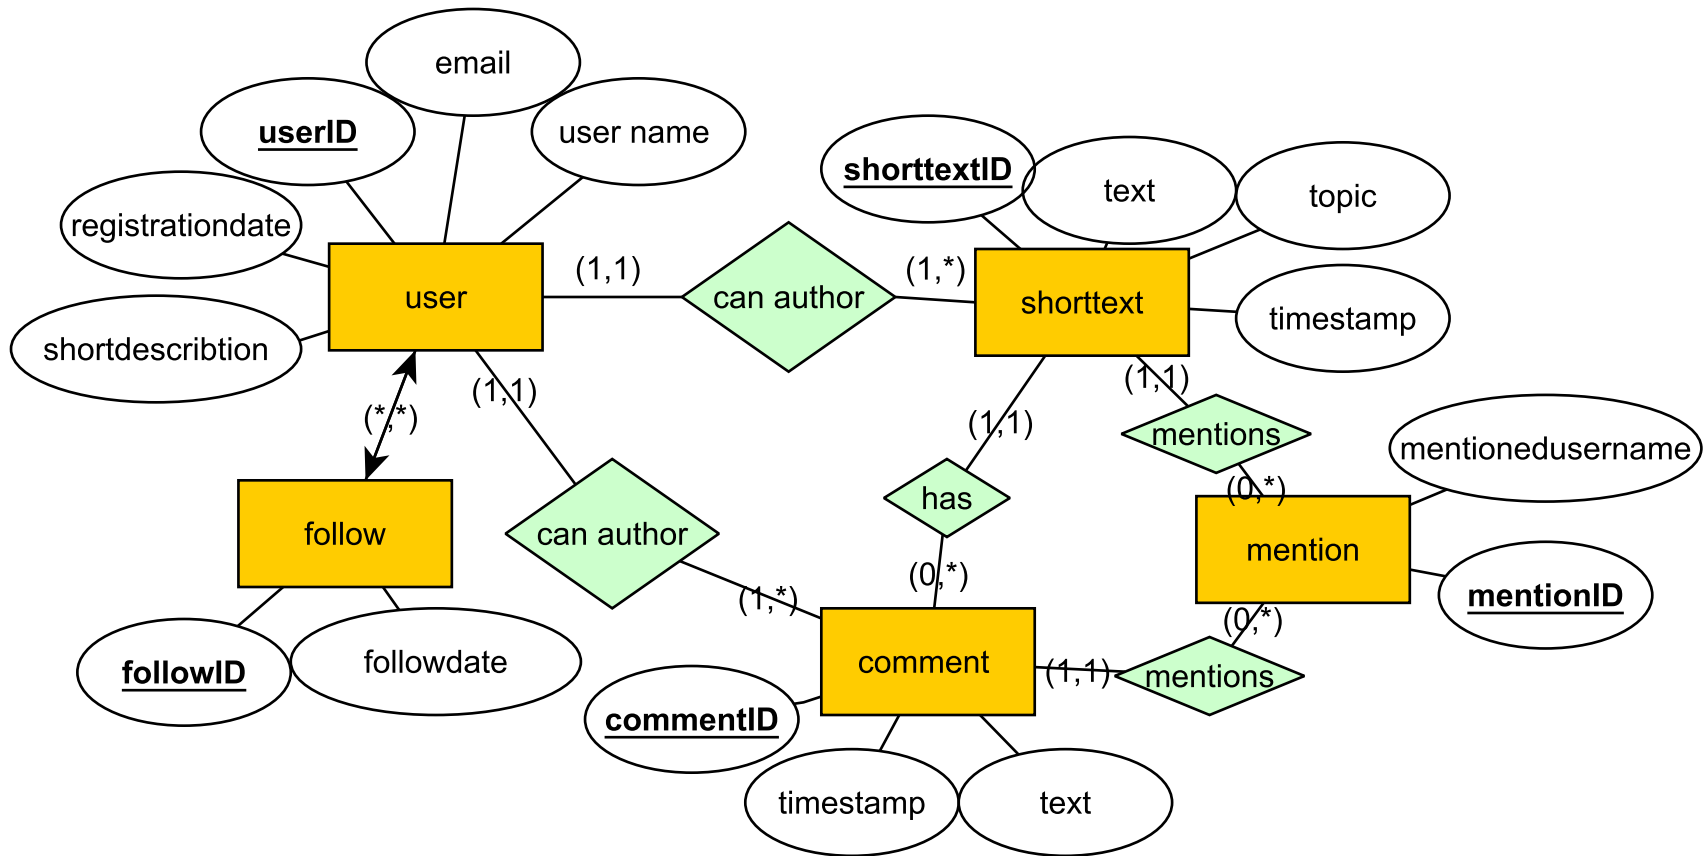 email
userID
user name
shorttextID
text
topic
registrationdate
user
(1,1)
can author
(1,*)
shorttext
timestamp
shortdescribtion
(*,*)
(1,1)
(1,1)
(1,1)
mentions
mentionedusername
(0,*)
has
follow
can author
mention
(0,*)
(1,*)
mentionID
(0,*)
followID
followdate
comment
(1,1)
mentions
commentID
timestamp
text